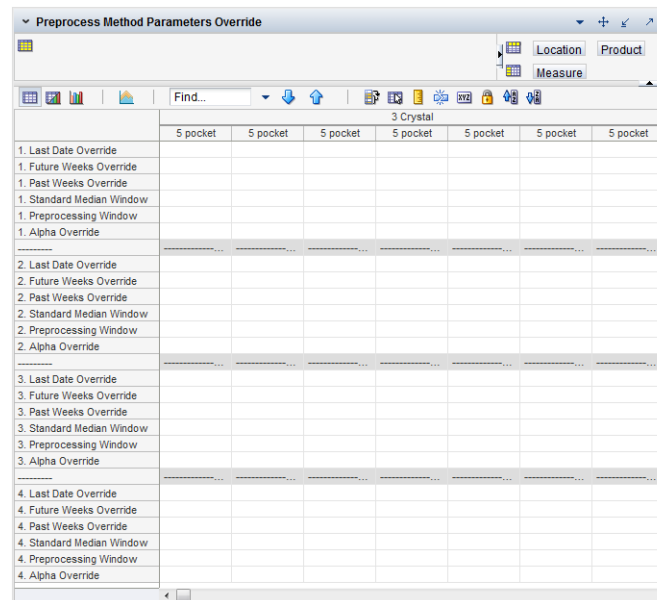 Preprocess Method Parameters Override
Location Product
Measure
Find...
XYZ
3 Crystal
5 pocket 5 pocket 5 pocket 5 pocket 5 pocket 5 pocket 5 pocket
1. Last Date Override
1. Future Weeks Override
1. Past Weeks Override
1. Standard Median Window
1. Preprocessing Window
1. Alpha Override
--------- -------------... -------------... -------------... -------------... -------------... -------------... -------------...
2. Last Date Override
2. Future Weeks Override
2. Past Weeks Override
2. Standard Median Window
2. Preprocessing Window
2. Alpha Override
--------- -------------... -------------... -------------... -------------... -------------... -------------... -------------...
3. Last Date Override
3. Future Weeks Override
3. Past Weeks Override
3. Standard Median Window
3. Preprocessing Window
3. Alpha Override
--------- -------------... -------------... -------------... -------------... -------------... -------------... -------------...
4. Last Date Override
4. Future Weeks Override
4. Past Weeks Override
4. Standard Median Window
4. Preprocessing Window
4. Alpha Override